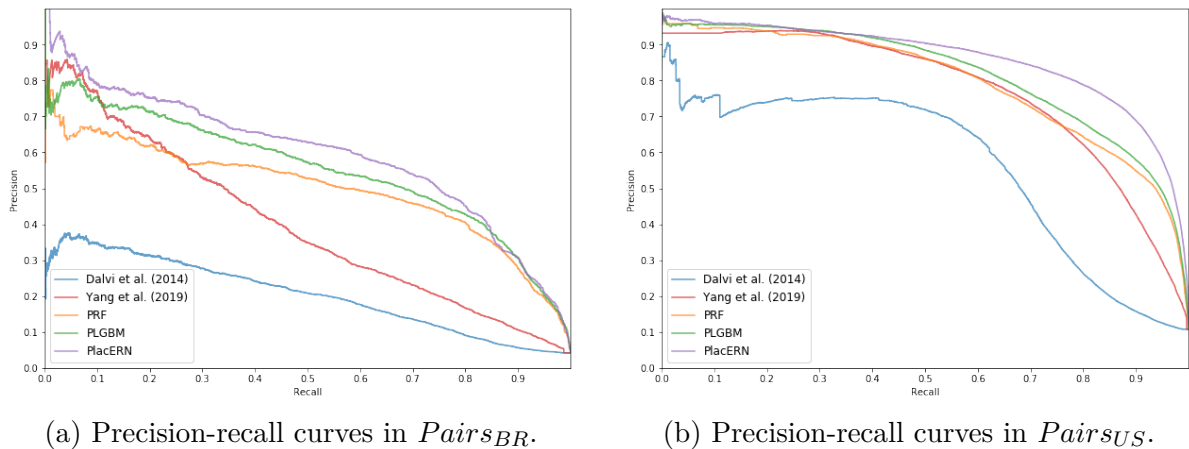 0.9
0.8
0.7
0.6
0.5
0.4
0.3
0.2
0.1
0.0
Precision
0.0 0.1 0.2 0.3 0.4 0.5 0.6 0.7 0.8 0.9
Recall
Dalvi et al. (2014)
Yang et al. (2019)
PRF
PLGBM
PlacERN
(a) Precision-recall curves in Pairs_BR.
0.9
0.8
0.7
0.6
0.5
0.4
0.3
0.2
0.1
0.0
Precision
0.0 0.1 0.2 0.3 0.4 0.5 0.6 0.7 0.8 0.9
Recall
Dalvi et al. (2014)
Yang et al. (2019)
PRF
PLGBM
PlacERN
(b) Precision-recall curves in Pairs_US.